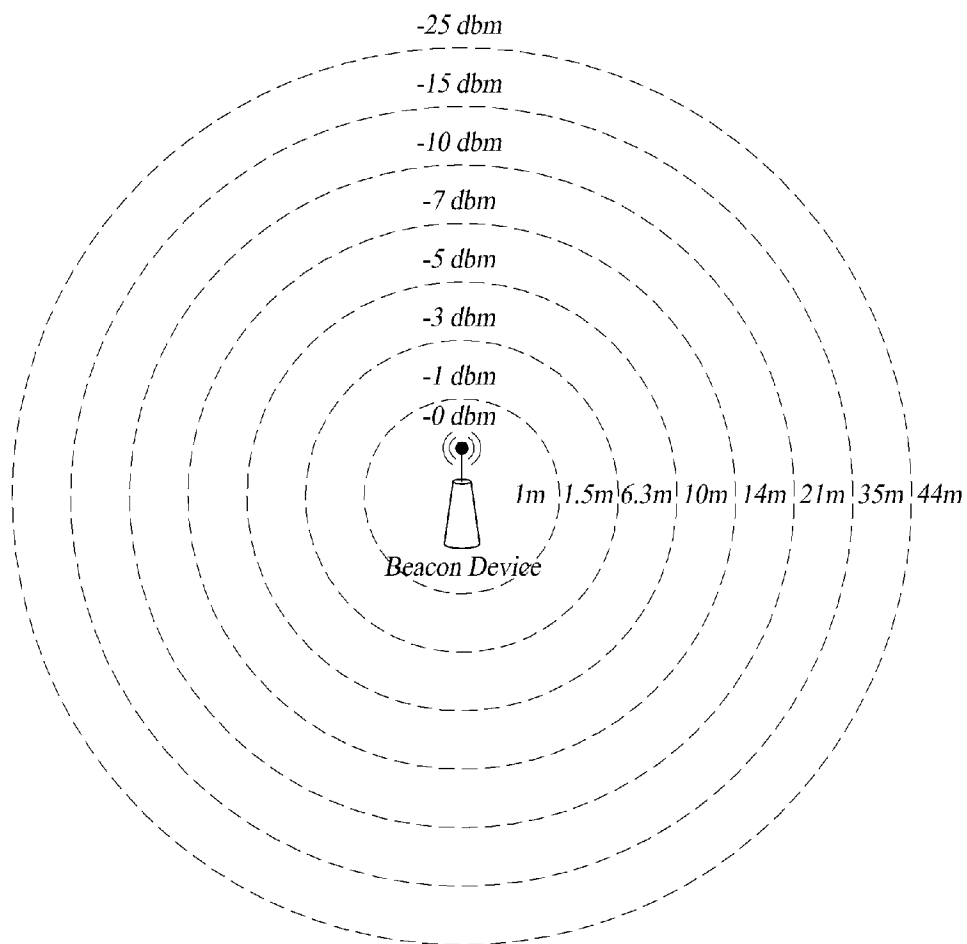 -25 dbm
-15 dbm
-10 dbm
-7 dbm
-5 dbm
-3 dbm
-1 dbm
-0 dbm
1m 1.5m 6.3m 10m 14m 21m 35m 44m
Beacon Device